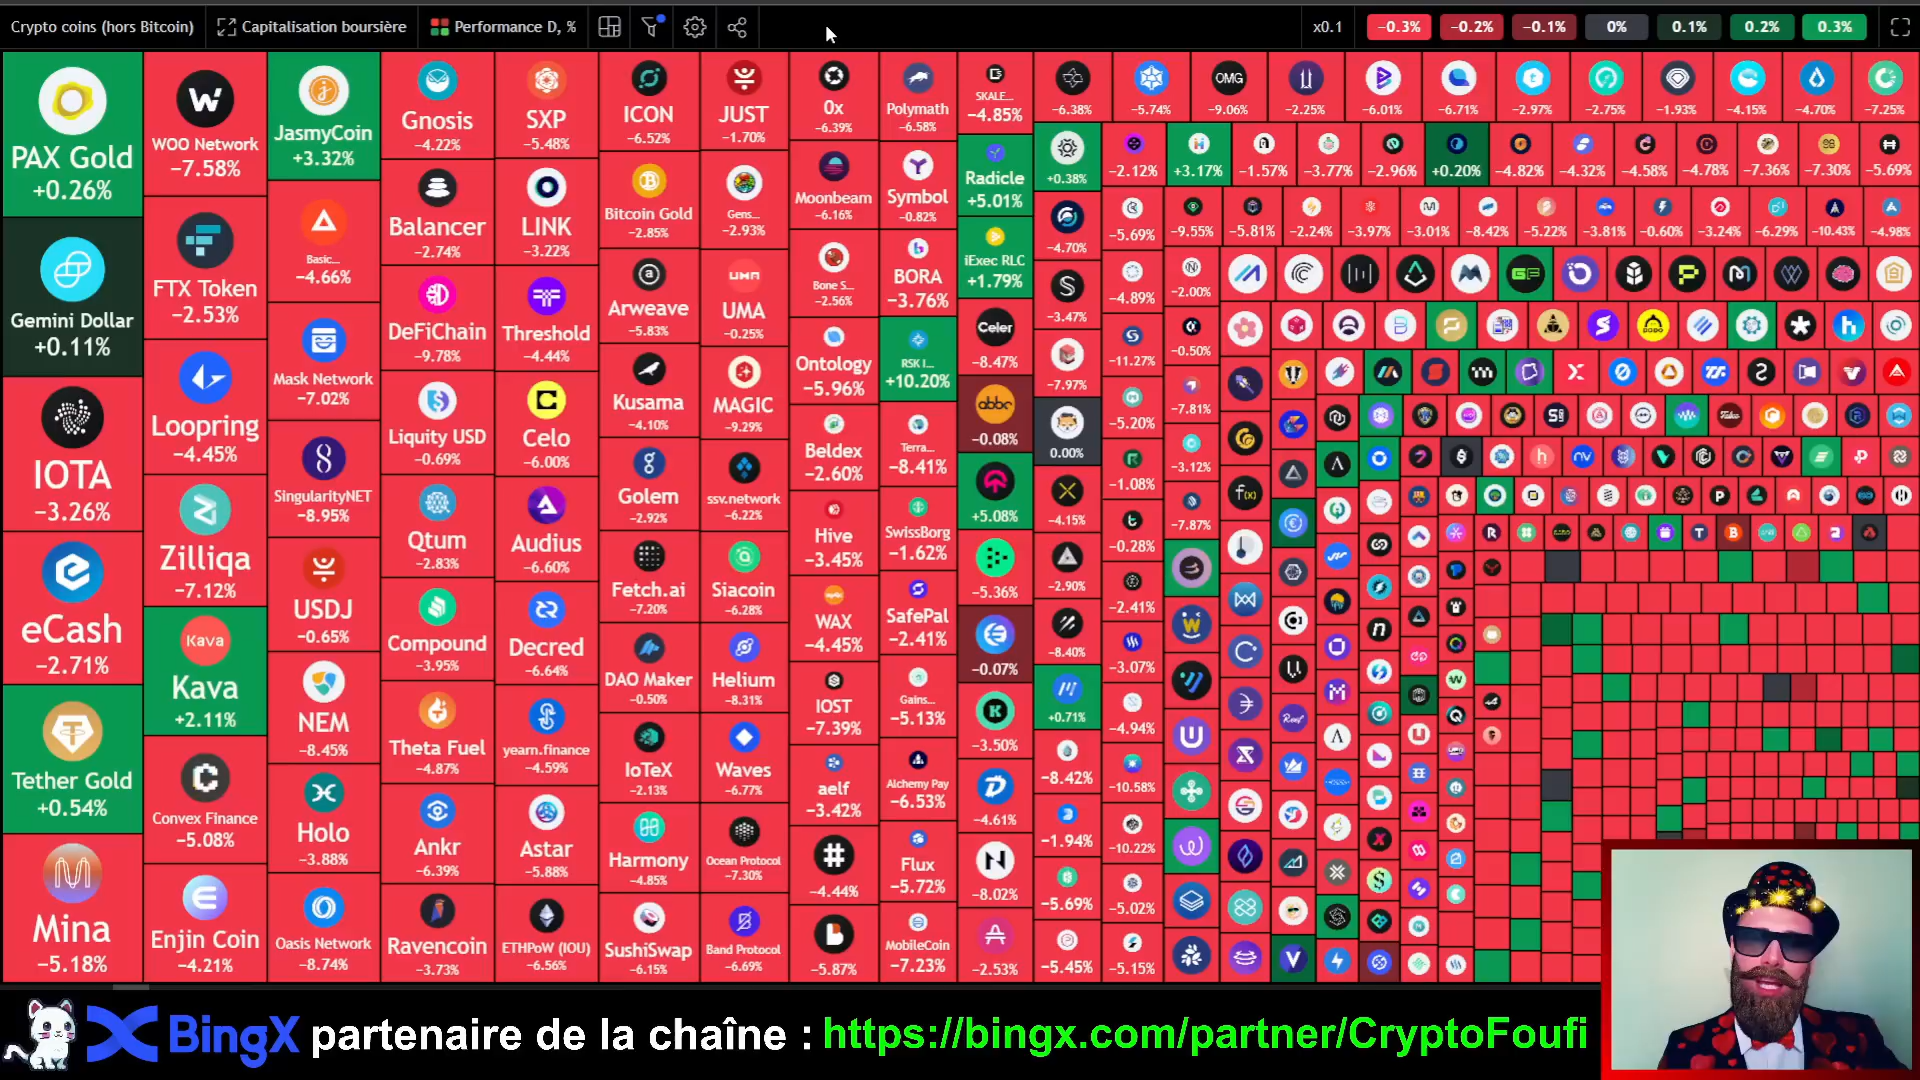 Crypto coins (hors Bitcoin)
Capitalisation boursière
Performance D, %
x0.1
−0.3%
−0.2%
−0.1%
0%
0.1%
0.2%
0.3%
PAX Gold
+0.26%
Gemini Dollar
+0.11%
IOTA
−3.26%
eCash
−2.71%
Tether Gold
+0.54%
Mina
−5.18%
WOO Network
−7.58%
FTX Token
−2.53%
Loopring
−4.45%
Zilliqa
−7.12%
Kava
Kava
+2.11%
Convex Finance
−5.08%
Enjin Coin
−4.21%
JasmyCoin
+3.32%
Basic...
−4.66%
Mask Network
−7.02%
SingularityNET
−8.95%
USDJ
−0.65%
NEM
−8.45%
Holo
−3.88%
Oasis Network
−8.74%
Gnosis
−4.22%
Balancer
−2.74%
DeFiChain
−9.78%
Liquity USD
−0.69%
Qtum
−2.83%
Compound
−3.95%
Theta Fuel
−4.87%
Ankr
−6.39%
Ravencoin
−3.73%
SXP
−5.48%
LINK
−3.22%
Threshold
−4.44%
Celo
−6.00%
Audius
−6.60%
Decred
−6.64%
yearn.finance
−4.59%
Astar
−5.88%
ETHPoW (IOU)
−6.56%
ICON
−6.52%
Bitcoin Gold
−2.85%
Arweave
−5.83%
Kusama
−4.10%
Golem
−2.92%
Fetch.ai
−7.20%
DAO Maker
−0.50%
IoTeX
−2.13%
Harmony
−4.85%
SushiSwap
−6.15%
JUST
−1.70%
Gens...
−2.93%
UMA
UMA
−0.25%
MAGIC
−9.29%
ssv.network
−6.22%
Siacoin
−6.28%
Helium
−8.31%
Waves
−6.77%
Ocean Protocol
−7.30%
Band Protocol
−6.69%
0x
−6.39%
Moonbeam
−6.16%
Bone S...
−2.56%
Ontology
−5.96%
Beldex
−2.60%
Hive
−3.45%
WAX
−4.45%
IOST
−7.39%
aelf
−3.42%
−4.44%
−5.87%
Polymath
−6.58%
Symbol
−0.82%
BORA
−3.76%
RSK I...
+10.20%
Terra...
−8.41%
SwissBorg
−1.62%
SafePal
−2.41%
Gains...
−5.13%
Alchemy Pay
−6.53%
Flux
−5.72%
MobileCoin
−7.23%
SKALE...
−4.85%
Radicle
+5.01%
iExec RLC
+1.79%
Celer
−8.47%
abbc
−0.08%
+5.08%
−5.36%
−0.07%
−3.50%
−4.61%
−8.02%
−2.53%
−6.38%
+0.38%
−4.70%
−3.47%
−7.97%
0.00%
−4.15%
−2.90%
−8.40%
+0.71%
−8.42%
−1.94%
−5.69%
−5.45%
−5.74%
OMG
−9.06%
−2.25%
−6.01%
−6.71%
−2.97%
−2.75%
−1.93%
−4.15%
−4.70%
−7.25%
−2.12%
+3.17%
−1.57%
−3.77%
−2.96%
+0.20%
−4.82%
−4.32%
−4.58%
−4.78%
−7.36%
−7.30%
−5.69%
−5.69%
−9.55%
−5.81%
−2.24%
−3.97%
−3.01%
−8.42%
−5.22%
−3.81%
−0.60%
−3.24%
−6.29%
−10.43%
−4.98%
−4.89%
−11.27%
−5.20%
−1.08%
−0.28%
−2.41%
−3.07%
−4.94%
−10.58%
−10.22%
−5.02%
−5.15%
−2.00%
−0.50%
−7.81%
−3.12%
−7.87%
BingX partenaire de la chaîne : https://bingx.com/partner/CryptoFoufi